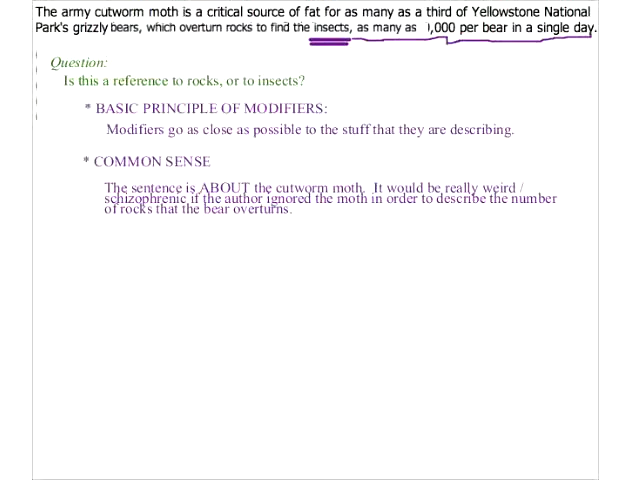 The army cutworm moth is a critical source of fat for as many as a third of Yellowstone National
Park's grizzly bears, which overturn rocks to find the insects, as many as ,000 per bear in a single day.
Question:
Is this a reference to rocks, or to insects?
* BASIC PRINCIPLE OF MODIFIERS:
Modifiers go as close as possible to the stuff that they are describing.
* COMMON SENSE
The sentence is ABOUT the cutworm moth. It would be really weird /
schizophrenic if the author ignored the moth in order to describe the number
of rocks that the bear overturns.